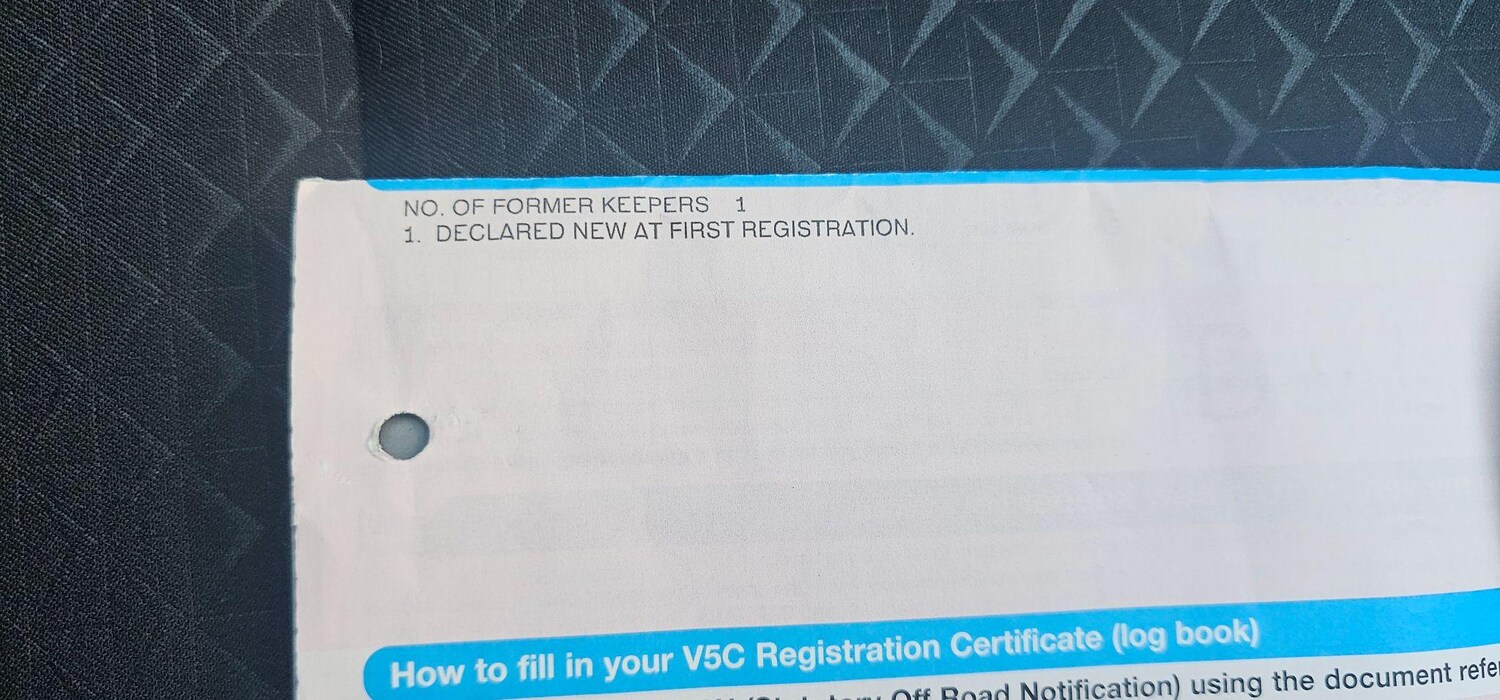 NO. OF FORMER KEEPERS 1
1. DECLARED NEW AT FIRST REGISTRATION.
How to fill in your V5C Registration Certificate (log book)
Off Road Notification) using the document